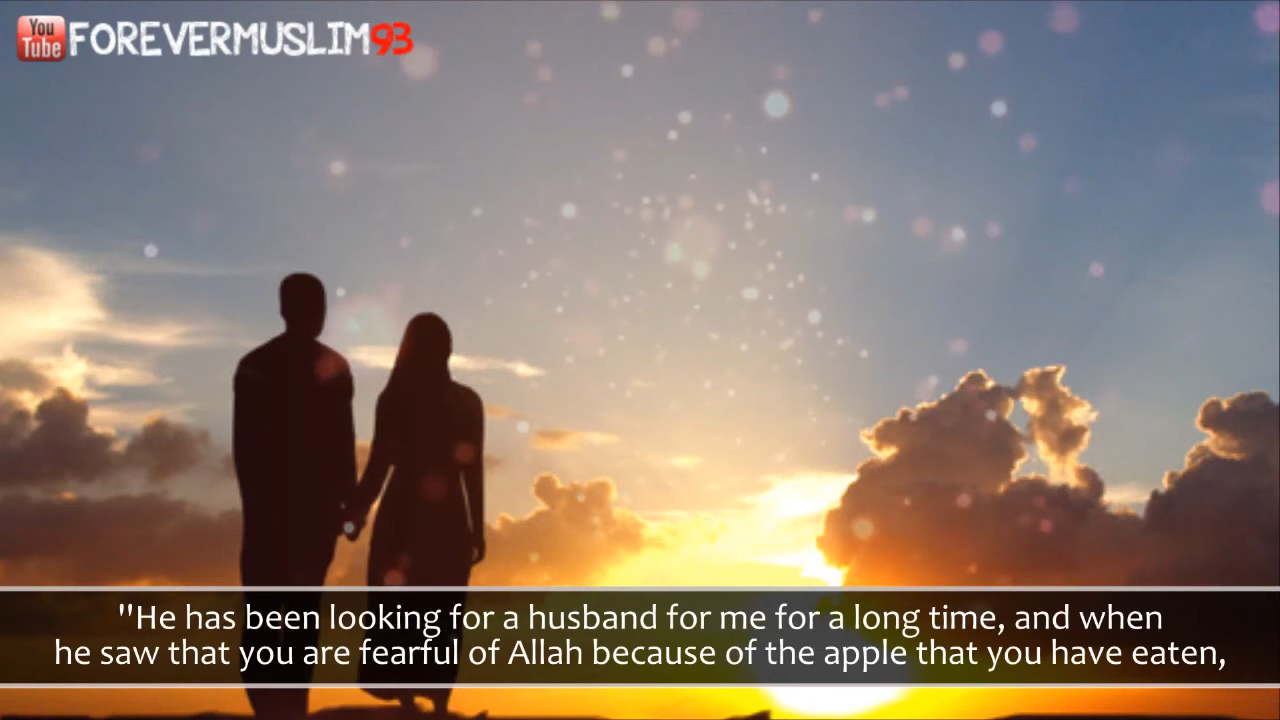 You
Tube
FOREVERMUSLIM93
"He has been looking for a husband for me for a long time, and when
he saw that you are fearful of Allah because of the apple that you have eaten,